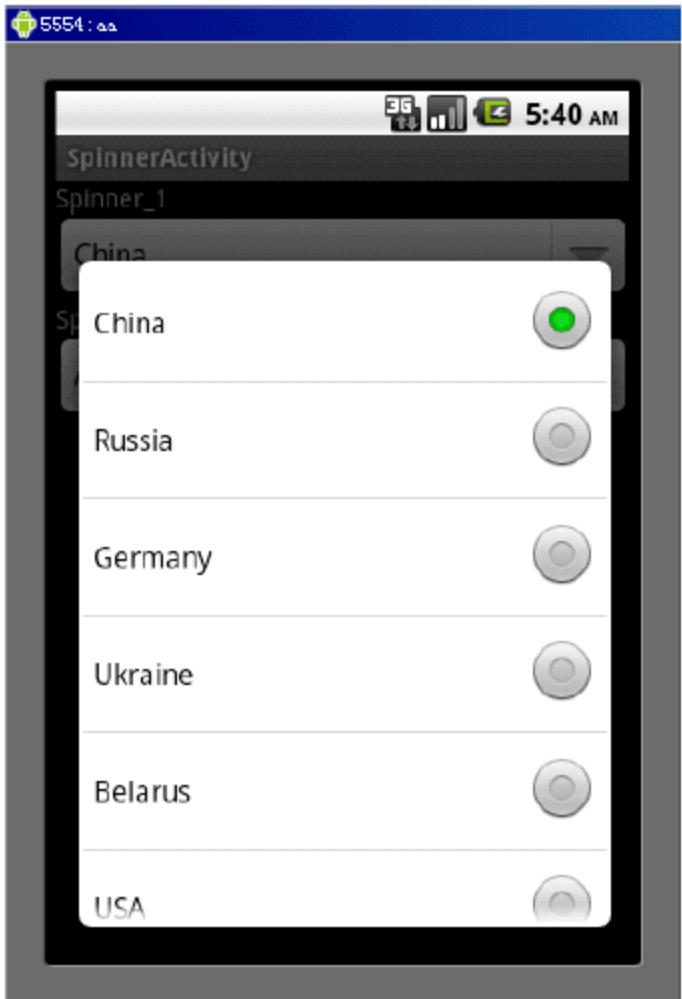 5554:aa
3G 5:40 AM
SpinnerActivity
Spinner_1
China
China
Russia
Germany
Ukraine
Belarus
USA